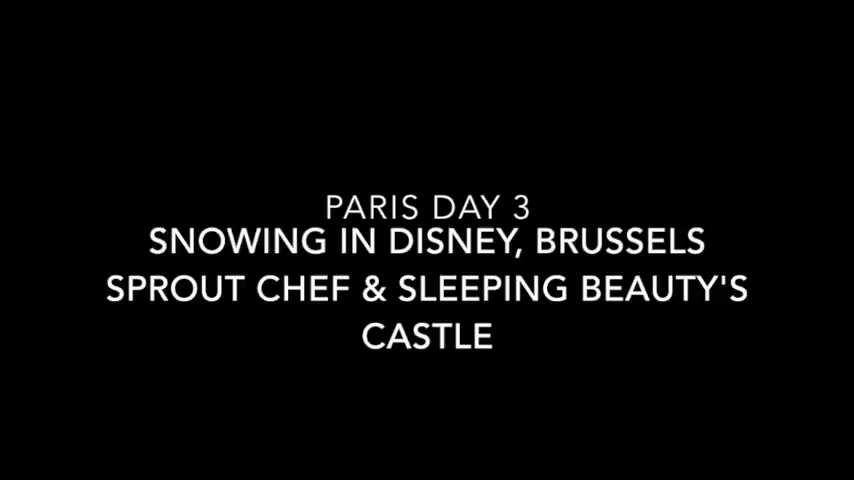 PARIS DAY 3
SNOWING IN DISNEY, BRUSSELS
SPROUT CHEF & SLEEPING BEAUTY'S
CASTLE